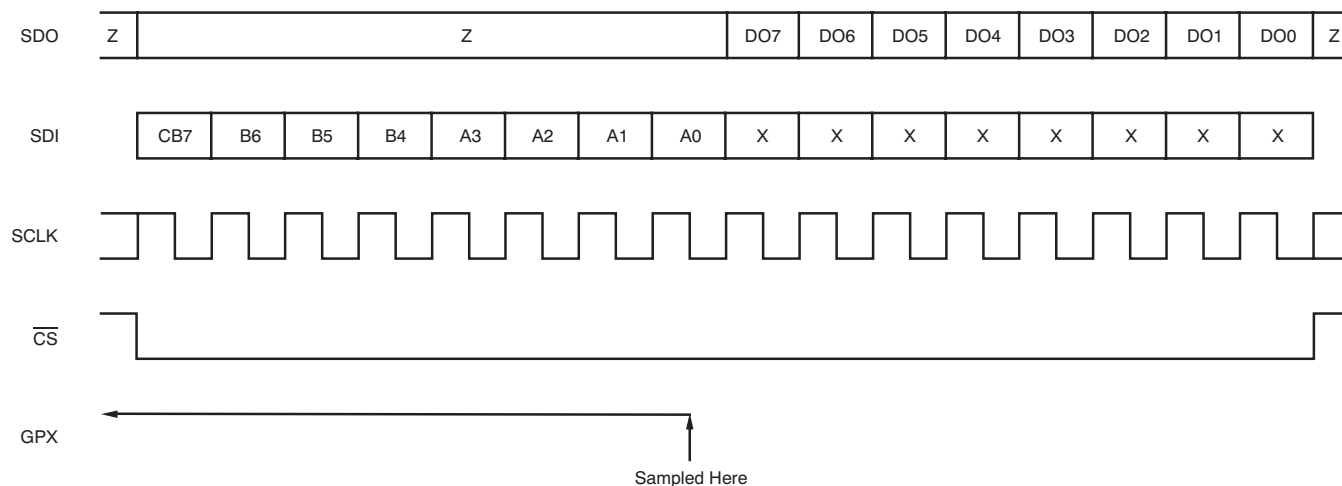 SDO Z Z DO7 DO6 DO5 DO4 DO3 DO2 DO1 DO0 Z
SDI CB7 B6 B5 B4 A3 A2 A1 A0 X X X X X X X X
SCLK
CS
GPX
Sampled Here